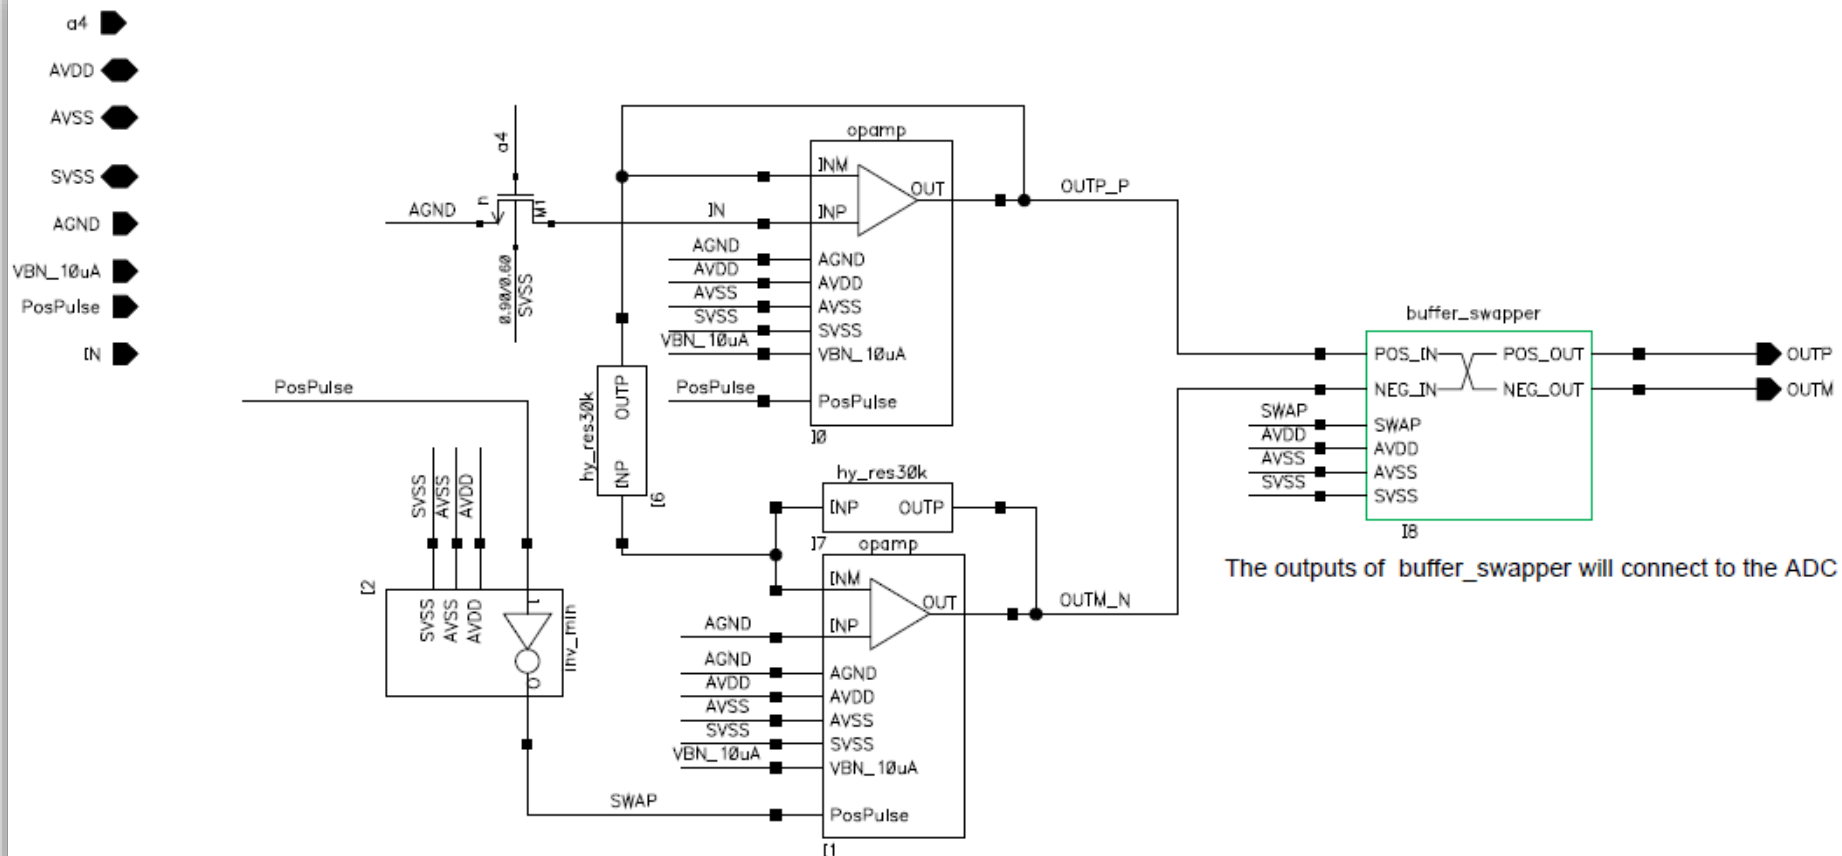 a4
AVDD
AVSS
SVSS
AGND
VBN_10uA
PosPulse
IN
a4
n
M1
AGND
0.90/0.60
SVSS
IN
opamp
INM
INP
OUT
AGND
AVDD
AVSS
SVSS
VBN_10uA
PosPulse
AGND
AVDD
AVSS
SVSS
VBN_10uA
PosPulse
I0
OUTP_P
PosPulse
hy_res30k
OUTP
INP
I6
hy_res30k
INP
OUTP
I7
opamp
INM
INP
OUT
AGND
AGND
AVDD
AVSS
SVSS
VBN_10uA
SWAP
AGND
AVDD
AVSS
SVSS
VBN_10uA
PosPulse
I1
OUTM_N
SVSS
AVSS
AVDD
I2
SVSS
AVSS
AVDD
I
O
inv_min
buffer_swapper
POS_IN
POS_OUT
NEG_IN
NEG_OUT
SWAP
AVDD
AVSS
SVSS
SWAP
AVDD
AVSS
SVSS
I8
OUTP
OUTM
The outputs of buffer_swapper will connect to the ADC